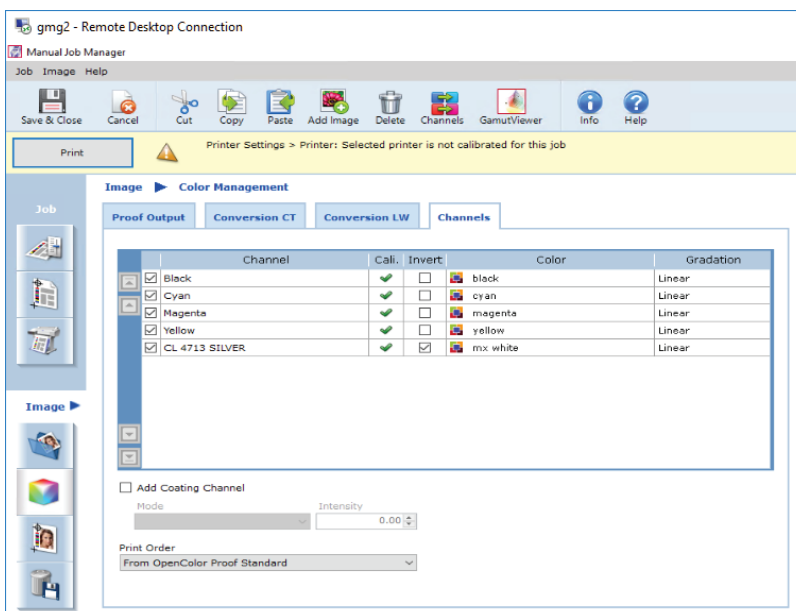 gmg2 - Remote Desktop Connection
Manual Job Manager
Job Image Help
Save & Close Cancel Cut Copy Paste Add Image Delete Channels GamutViewer Info Help
Print
Printer Settings > Printer: Selected printer is not calibrated for this job
Job
Image Color Management
Proof Output Conversion CT Conversion LW Channels
Channel Cali. Invert Color Gradation
Black black Linear
Cyan cyan Linear
Magenta magenta Linear
Yellow yellow Linear
CL 4713 SILVER mx white Linear
Image
Add Coating Channel
Mode Intensity
0.00
Print Order
From OpenColor Proof Standard